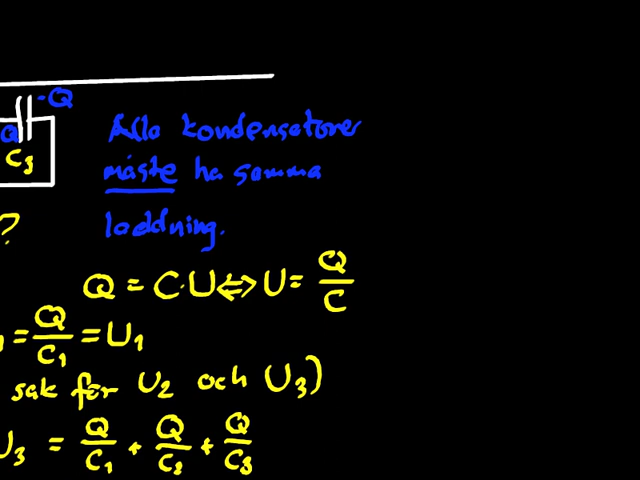 -Q
Q
C3
Alla kondensatorer
måste ha samma
laddning.
?
Q = C·U ⇔ U = Q/C
= Q/C1 = U1
sak för U2 och U3)
U3 = Q/C1 + Q/C2 + Q/C3